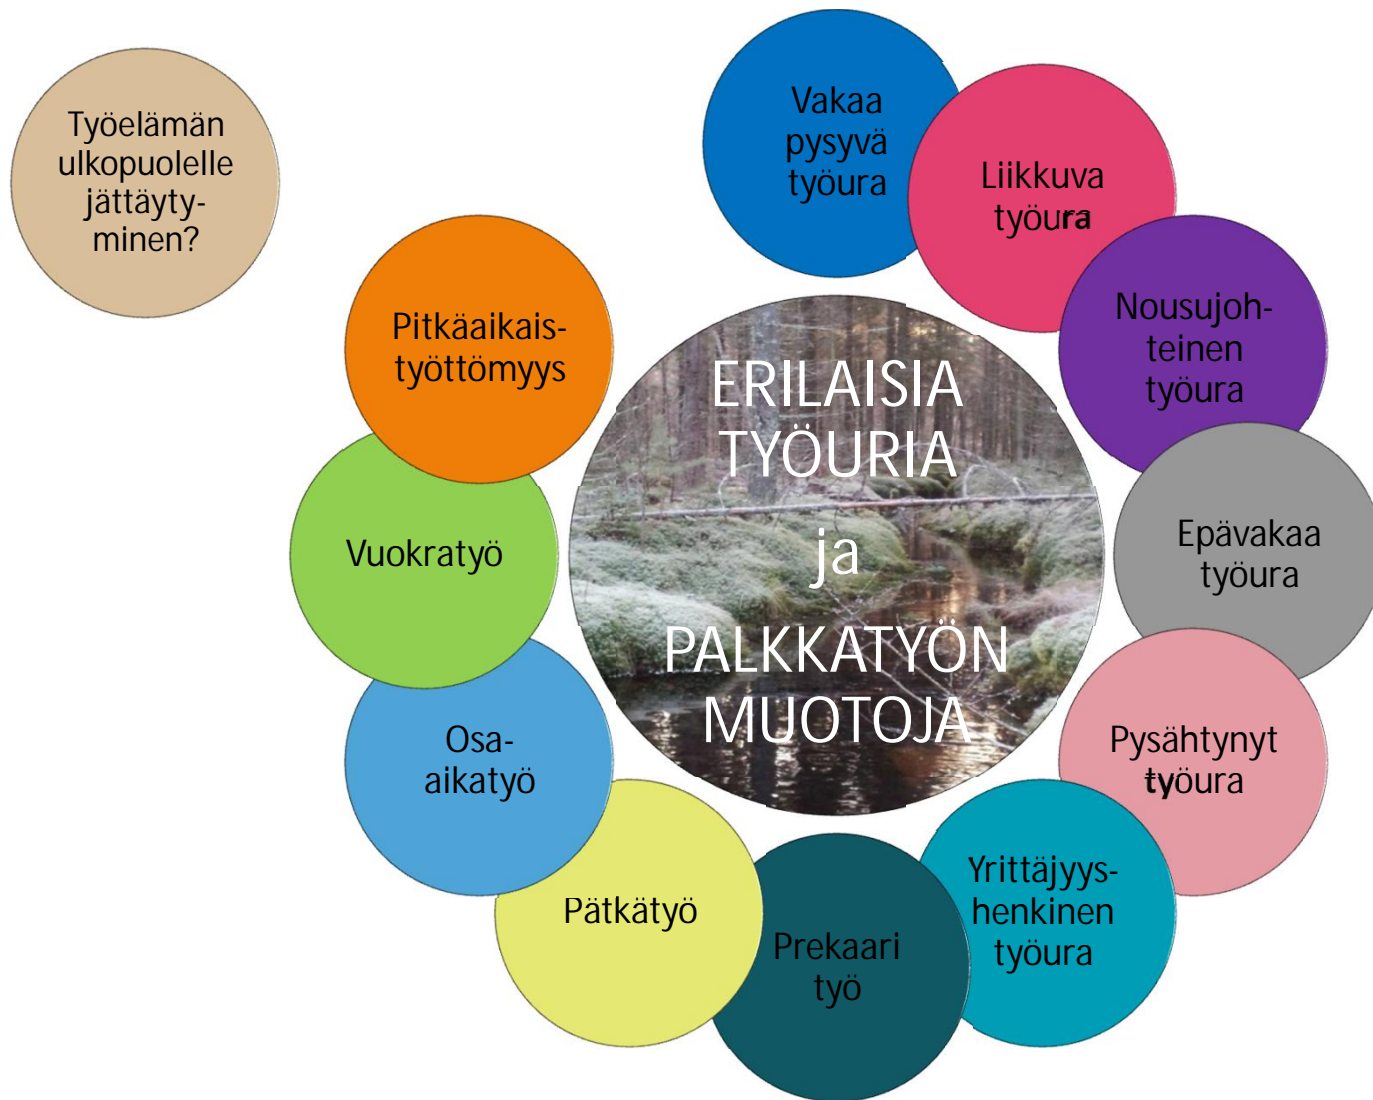 Työelämän
ulkopuolelle
jättäyty-
minen?
Vakaa
pysyvä
työura
Liikkuva
työura
Nousujoh-
teinen
työura
Epävakaa
työura
Pysähtynyt
työura
Yrittäjyys-
henkinen
työura
Prekaari
työ
Pätkätyö
Osa-
aikatyö
Vuokratyö
Pitkäaikais-
työttömyys
ERILAISIA
TYÖURIA
ja
PALKKATYÖN
MUOTOJA